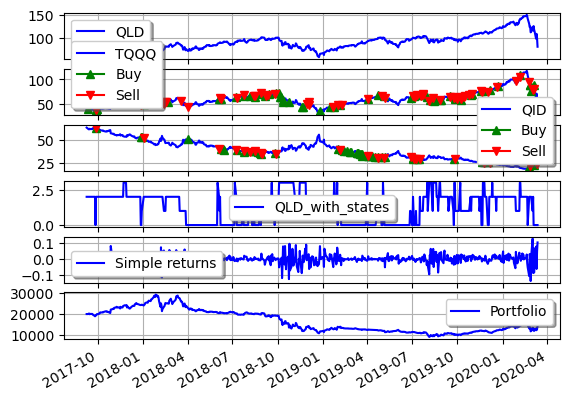 150
100
QLD
100
50
TQQQ
Buy
Sell
50
25
QID
Buy
Sell
2.5
0.0
QLD_with_states
0.1
0.0
−0.1
Simple returns
30000
20000
10000
Portfolio
2017-10
2018-01
2018-04
2018-07
2018-10
2019-01
2019-04
2019-07
2019-10
2020-01
2020-04